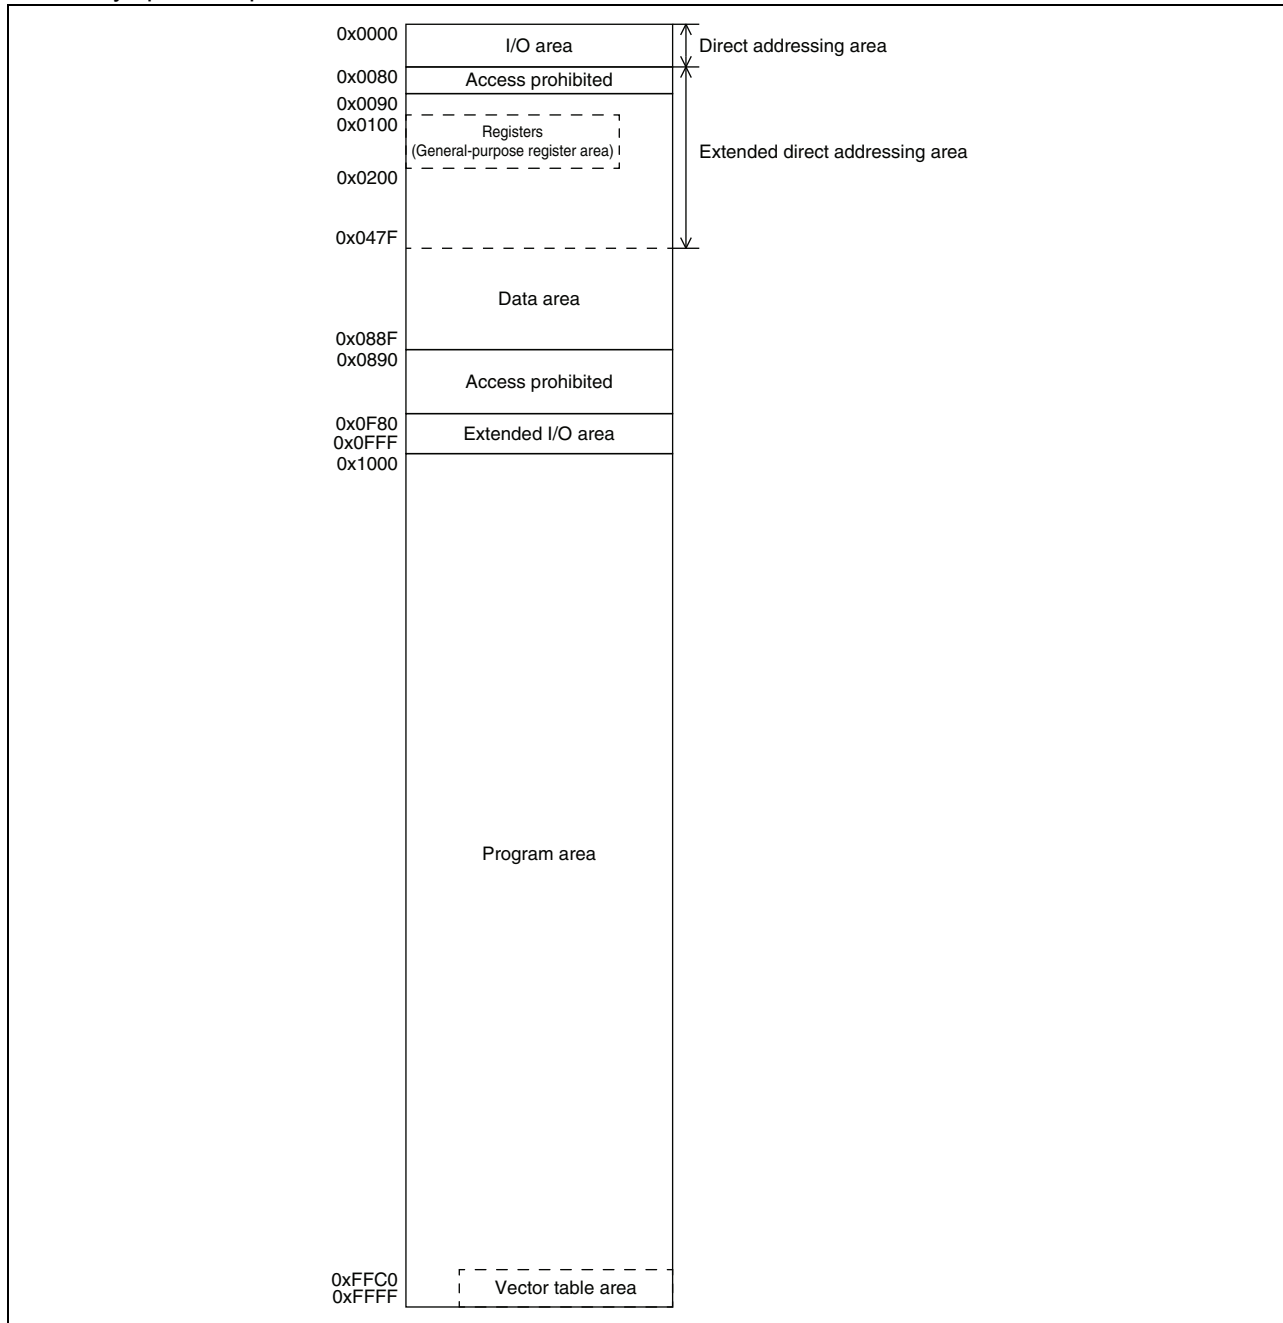 0x0000
I/O area
Direct addressing area
0x0080
Access prohibited
0x0090
0x0100
Registers
(General-purpose register area)
Extended direct addressing area
0x0200
0x047F
Data area
0x088F
0x0890
Access prohibited
0x0F80
Extended I/O area
0x0FFF
0x1000
Program area
0xFFC0
Vector table area
0xFFFF